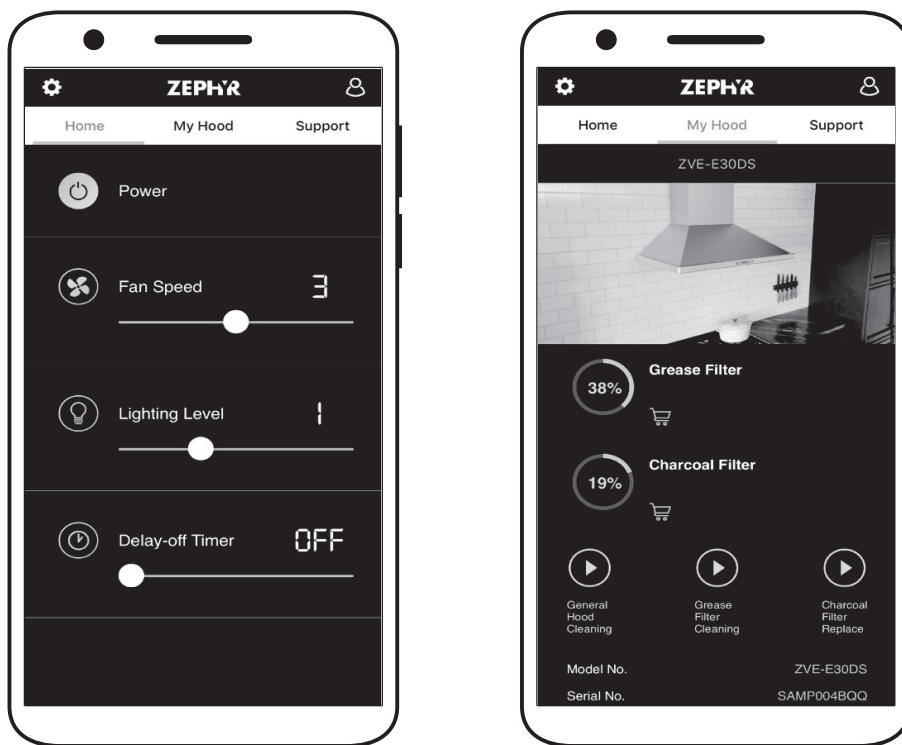 ZEPHYR
Home My Hood Support
Power
Fan Speed 3
Lighting Level 1
Delay-off Timer OFF
ZEPHYR
Home My Hood Support
ZVE-E30DS
38% Grease Filter
19% Charcoal Filter
General
Hood
Cleaning
Grease
Filter
Cleaning
Charcoal
Filter
Replace
Model No. ZVE-E30DS
Serial No. SAMP004BQQ